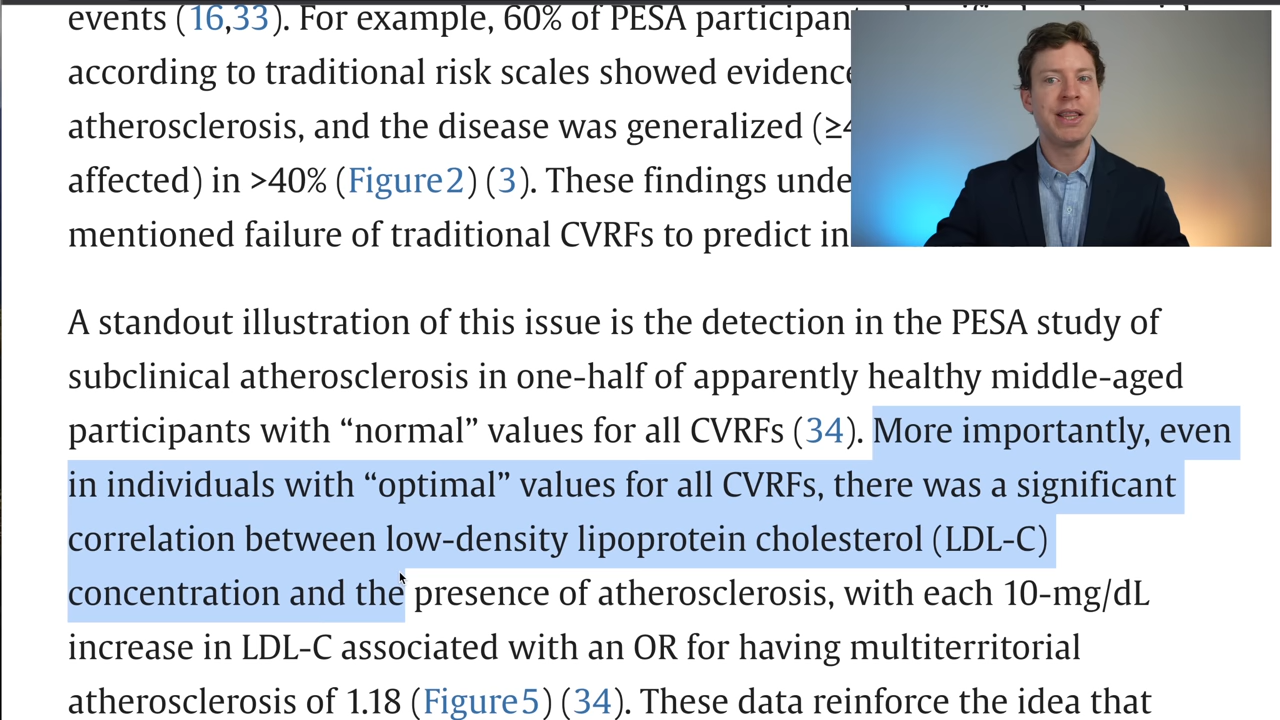 events (16,33). For example, 60% of PESA participant
according to traditional risk scales showed evidence
atherosclerosis, and the disease was generalized (≥4
affected) in >40% (Figure 2) (3). These findings unde
mentioned failure of traditional CVRFs to predict in
A standout illustration of this issue is the detection in the PESA study of
subclinical atherosclerosis in one-half of apparently healthy middle-aged
participants with “normal” values for all CVRFs (34). More importantly, even
in individuals with “optimal” values for all CVRFs, there was a significant
correlation between low-density lipoprotein cholesterol (LDL-C)
concentration and the presence of atherosclerosis, with each 10-mg/dL
increase in LDL-C associated with an OR for having multiterritorial
atherosclerosis of 1.18 (Figure 5) (34). These data reinforce the idea that